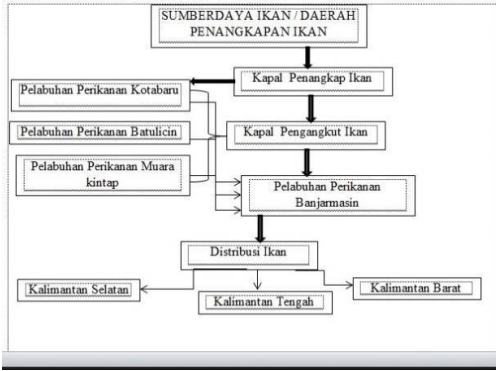 SUMBERDAYA IKAN / DAERAH
PENANGKAPAN IKAN
Kapal Penangkap Ikan
Pelabuhan Perikanan Kotabaru
Pelabuhan Perikanan Batulicin
Kapal Pengangkut Ikan
Pelabuhan Perikanan Muara
kintap
Pelabuhan Perikanan
Banjarmasin
Distribusi Ikan
Kalimantan Selatan
Kalimantan Tengah
Kalimantan Barat